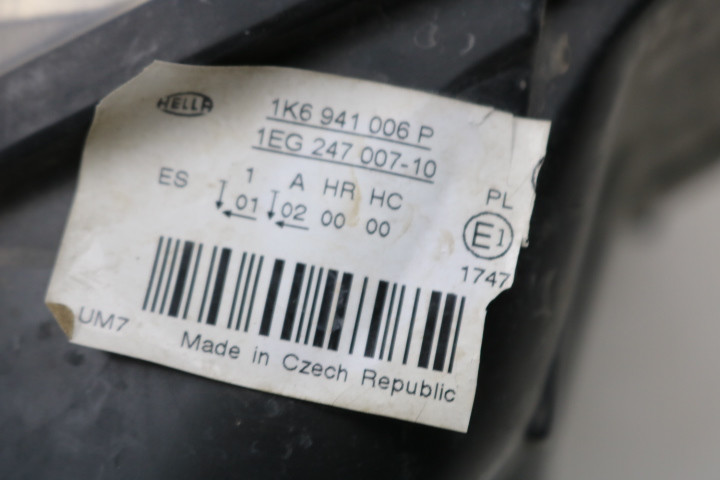 HELLA
1K6 941 006 P
1EG 247 007-10
ES 1 A HR HC PL
01 02 00 00 E1
1747
UM7
Made in Czech Republic